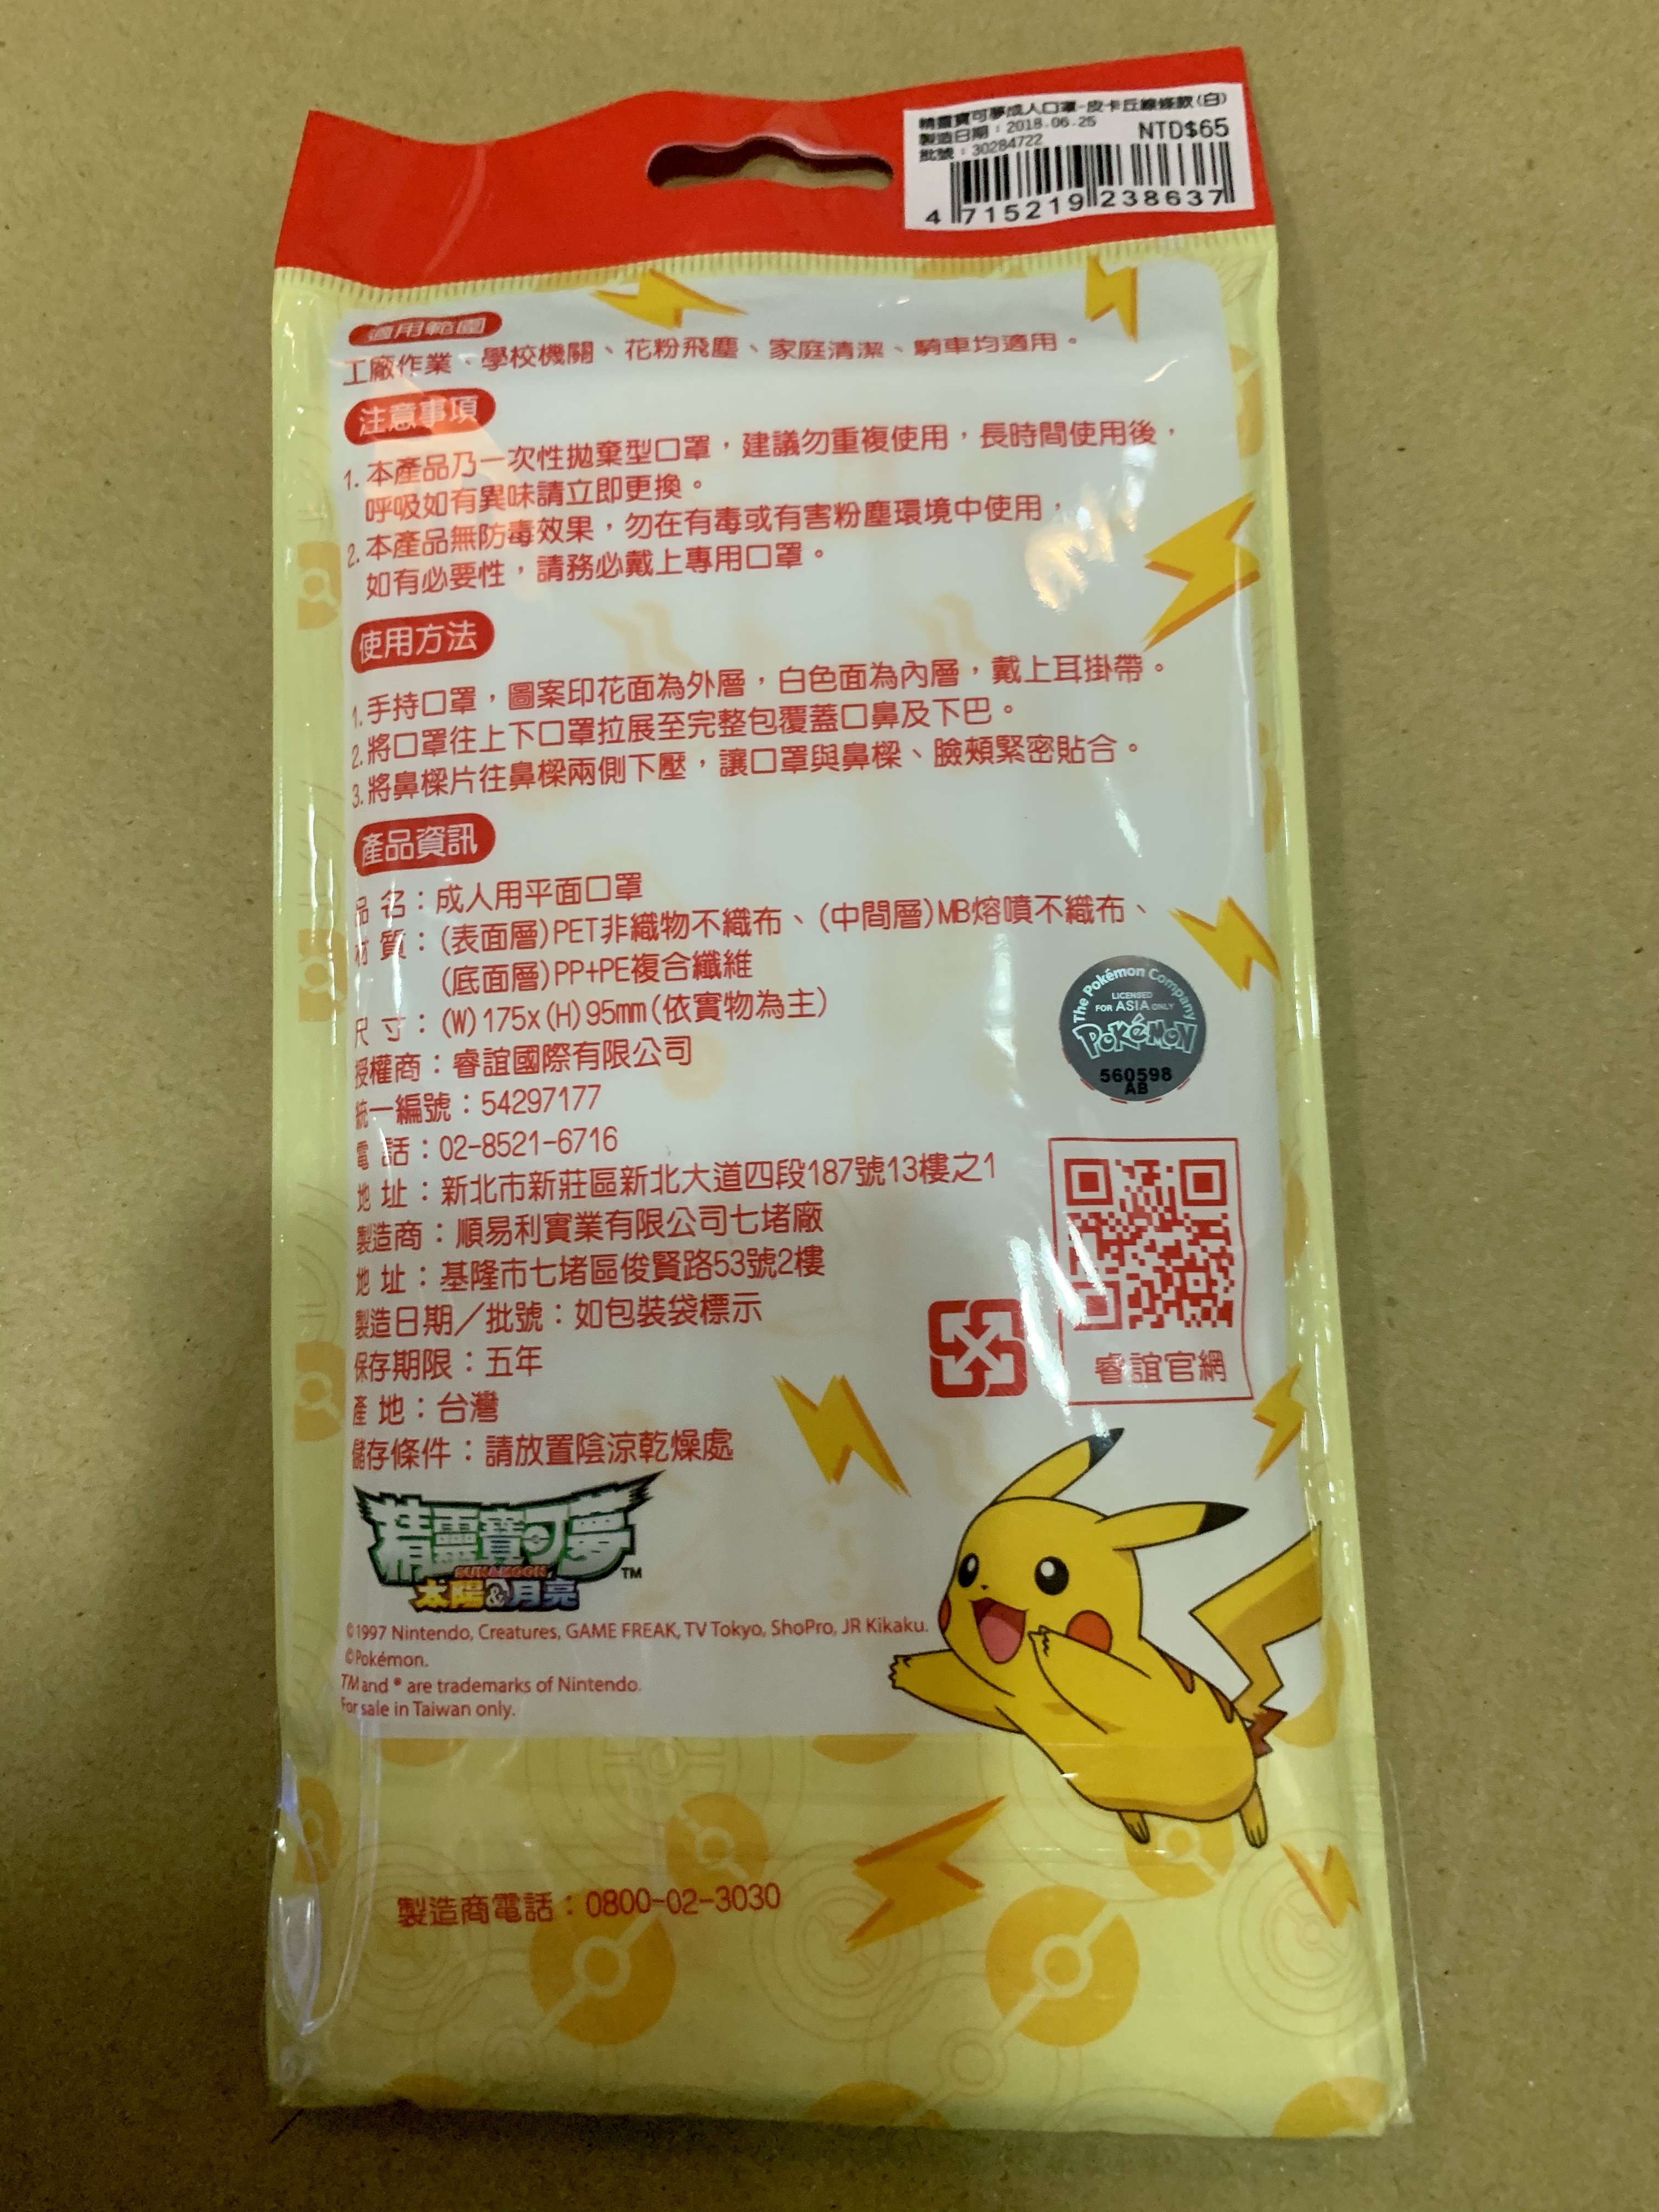 精靈寶可夢成人口罩-皮卡丘線條款(白)
製造日期：2018.06.25
NTD$65
批號：30284722
4 715219 238637
適用範圍
工廠作業、學校機關、花粉飛塵、家庭清潔、騎車均適用。
注意事項
1. 本產品乃一次性拋棄型口罩，建議勿重複使用，長時間使用後，
呼吸如有異味請立即更換。
2. 本產品無防毒效果，勿在有毒或有害粉塵環境中使用，
如有必要性，請務必戴上專用口罩。
使用方法
1. 手持口罩，圖案印花面為外層，白色面為內層，戴上耳掛帶。
2. 將口罩往上下口罩拉展至完整包覆蓋口鼻及下巴。
3. 將鼻樑片往鼻樑兩側下壓，讓口罩與鼻樑、臉頰緊密貼合。
產品資訊
品 名：成人用平面口罩
材 質：(表面層)PET非織物不織布、(中間層)MB熔噴不織布、
(底面層)PP+PE複合纖維
尺 寸：(W)175x(H)95mm(依實物為主)
授權商：睿誼國際有限公司
統一編號：54297177
電 話：02-8521-6716
地 址：新北市新莊區新北大道四段187號13樓之1
製造商：順易利實業有限公司七堵廠
地 址：基隆市七堵區俊賢路53號2樓
製造日期／批號：如包裝袋標示
保存期限：五年
產 地：台灣
儲存條件：請放置陰涼乾燥處
The Pokémon Company
LICENSED
FOR ASIA ONLY
POKéMON
560598
AB
睿誼官網
精靈寶可夢
SUN&MOON
太陽&月亮
TM
©1997 Nintendo, Creatures, GAME FREAK, TV Tokyo, ShoPro, JR Kikaku.
©Pokémon.
TM and ® are trademarks of Nintendo.
For sale in Taiwan only.
製造商電話：0800-02-3030